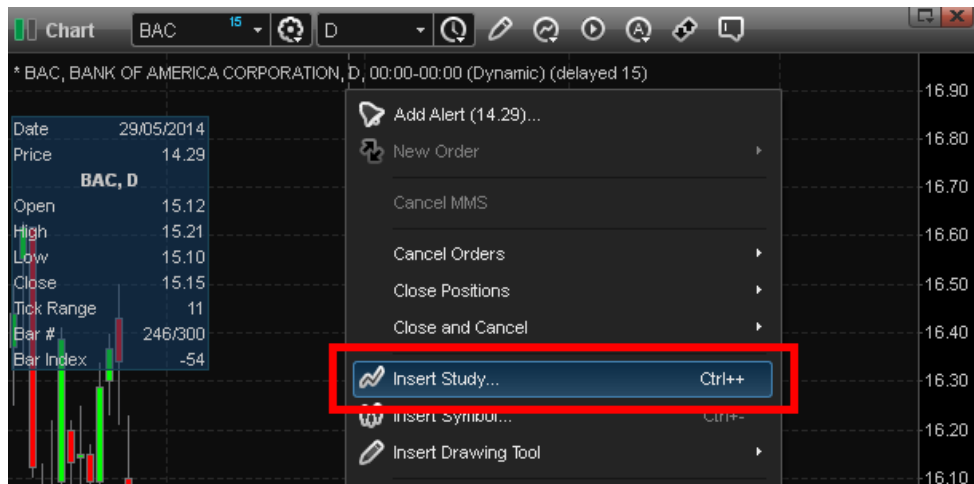 Chart BAC 15 D
* BAC, BANK OF AMERICA CORPORATION, D, 00:00-00:00 (Dynamic) (delayed 15)
Date 29/05/2014
Price 14.29
BAC, D
Open 15.12
High 15.21
Low 15.10
Close 15.15
Tick Range 11
Bar # 246/300
Bar Index -54
Add Alert (14.29)...
New Order
Cancel MMS
Cancel Orders
Close Positions
Close and Cancel
Insert Study... Ctrl++
Insert Symbol... Ctrl+-
Insert Drawing Tool
16.90
16.80
16.70
16.60
16.50
16.40
16.30
16.20
16.10